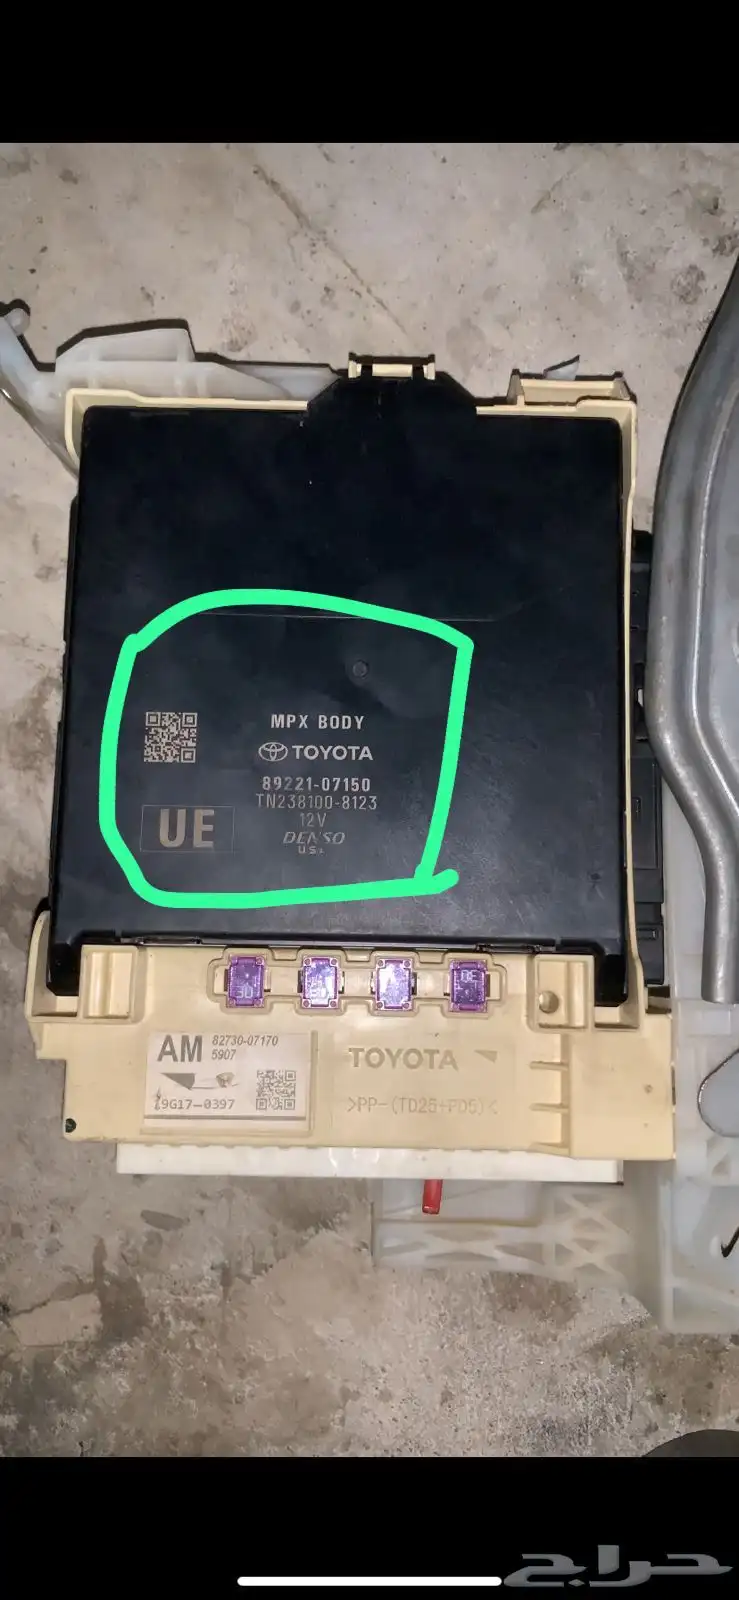 MPX BODY
TOYOTA
89221-07150
TN238100-8123
12V
DENSO
UE
AM
82730-07170
5907
9G17-0397
TOYOTA
>PP-(TD25+PD5)<
حراج